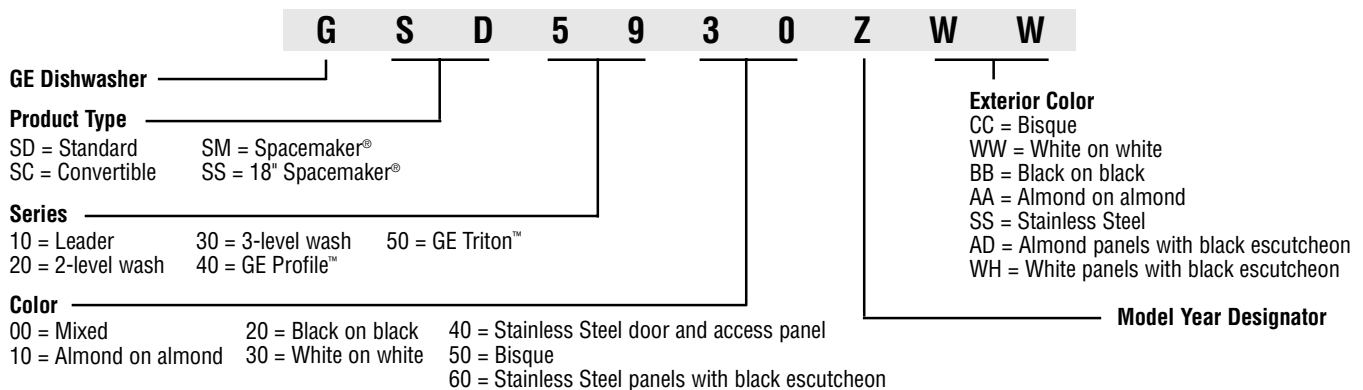 G S D 5 9 3 0 Z W W
GE Dishwasher
Product Type
SD = Standard SM = Spacemaker®
SC = Convertible SS = 18" Spacemaker®
Series
10 = Leader 30 = 3-level wash 50 = GE Triton™
20 = 2-level wash 40 = GE Profile™
Color
00 = Mixed 20 = Black on black 40 = Stainless Steel door and access panel
10 = Almond on almond 30 = White on white 50 = Bisque
60 = Stainless Steel panels with black escutcheon
Exterior Color
CC = Bisque
WW = White on white
BB = Black on black
AA = Almond on almond
SS = Stainless Steel
AD = Almond panels with black escutcheon
WH = White panels with black escutcheon
Model Year Designator